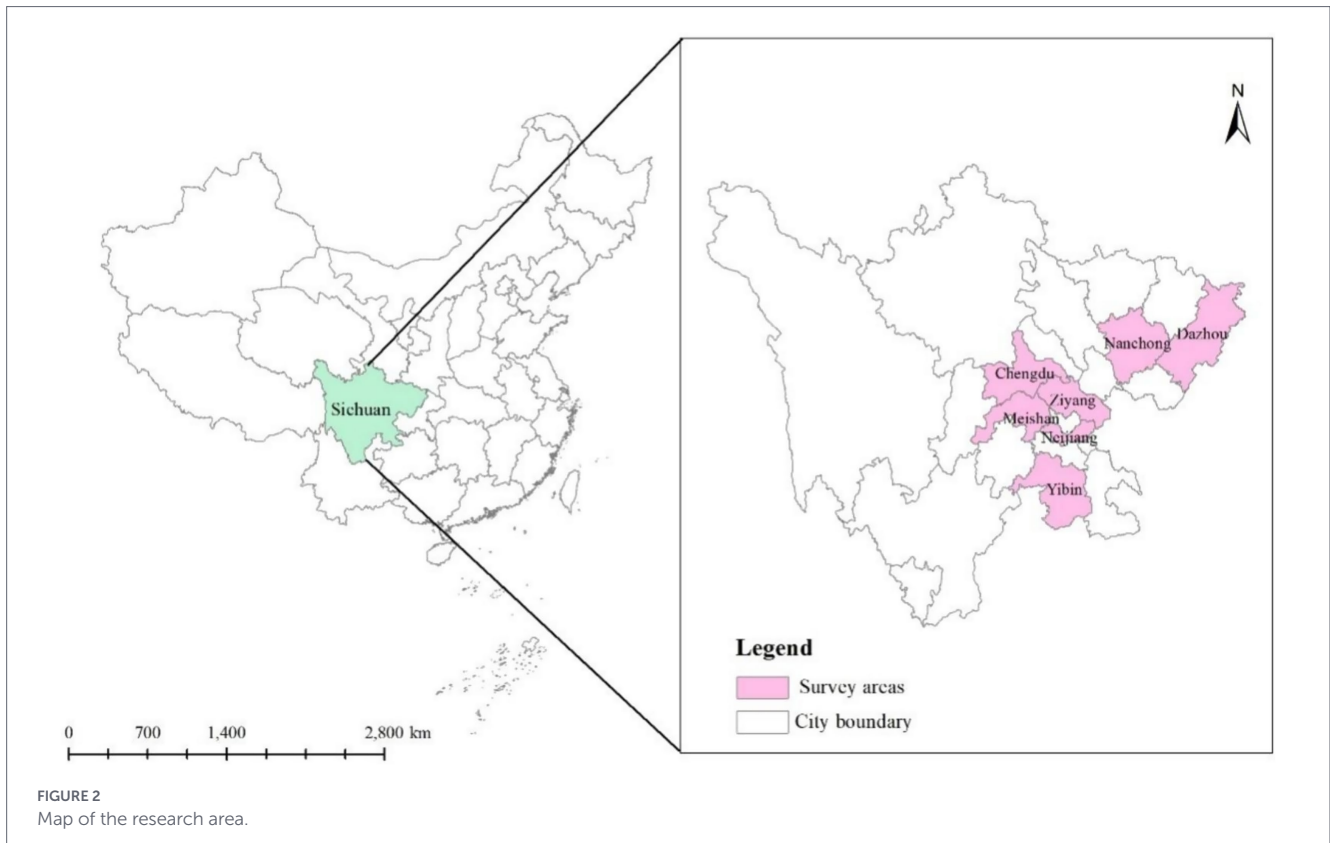 N
Sichuan
Nanchong
Dazhou
Chengdu
Ziyang
Meishan
Neijiang
Yibin
Legend
Survey areas
City boundary
0 700 1,400 2,800 km
FIGURE 2
Map of the research area.